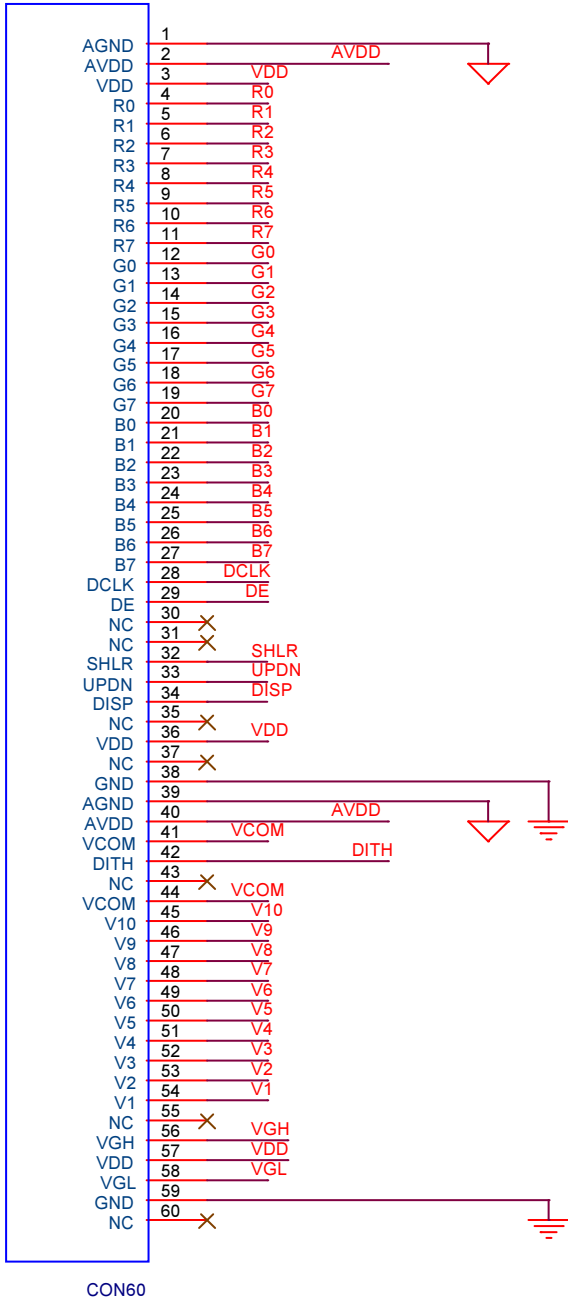 AGND 1
AVDD 2 AVDD
VDD 3 VDD
R0 4 R0
R1 5 R1
R2 6 R2
R3 7 R3
R4 8 R4
R5 9 R5
R6 10 R6
R7 11 R7
G0 12 G0
G1 13 G1
G2 14 G2
G3 15 G3
G4 16 G4
G5 17 G5
G6 18 G6
G7 19 G7
B0 20 B0
B1 21 B1
B2 22 B2
B3 23 B3
B4 24 B4
B5 25 B5
B6 26 B6
B7 27 B7
DCLK 28 DCLK
DE 29 DE
NC 30
NC 31
SHLR 32 SHLR
UPDN 33 UPDN
DISP 34 DISP
NC 35
VDD 36 VDD
NC 37
GND 38
AGND 39
AVDD 40 AVDD
VCOM 41 VCOM
DITH 42 DITH
NC 43
VCOM 44 VCOM
V10 45 V10
V9 46 V9
V8 47 V8
V7 48 V7
V6 49 V6
V5 50 V5
V4 51 V4
V3 52 V3
V2 53 V2
V1 54 V1
NC 55
VGH 56 VGH
VDD 57 VDD
VGL 58 VGL
GND 59
NC 60
CON60